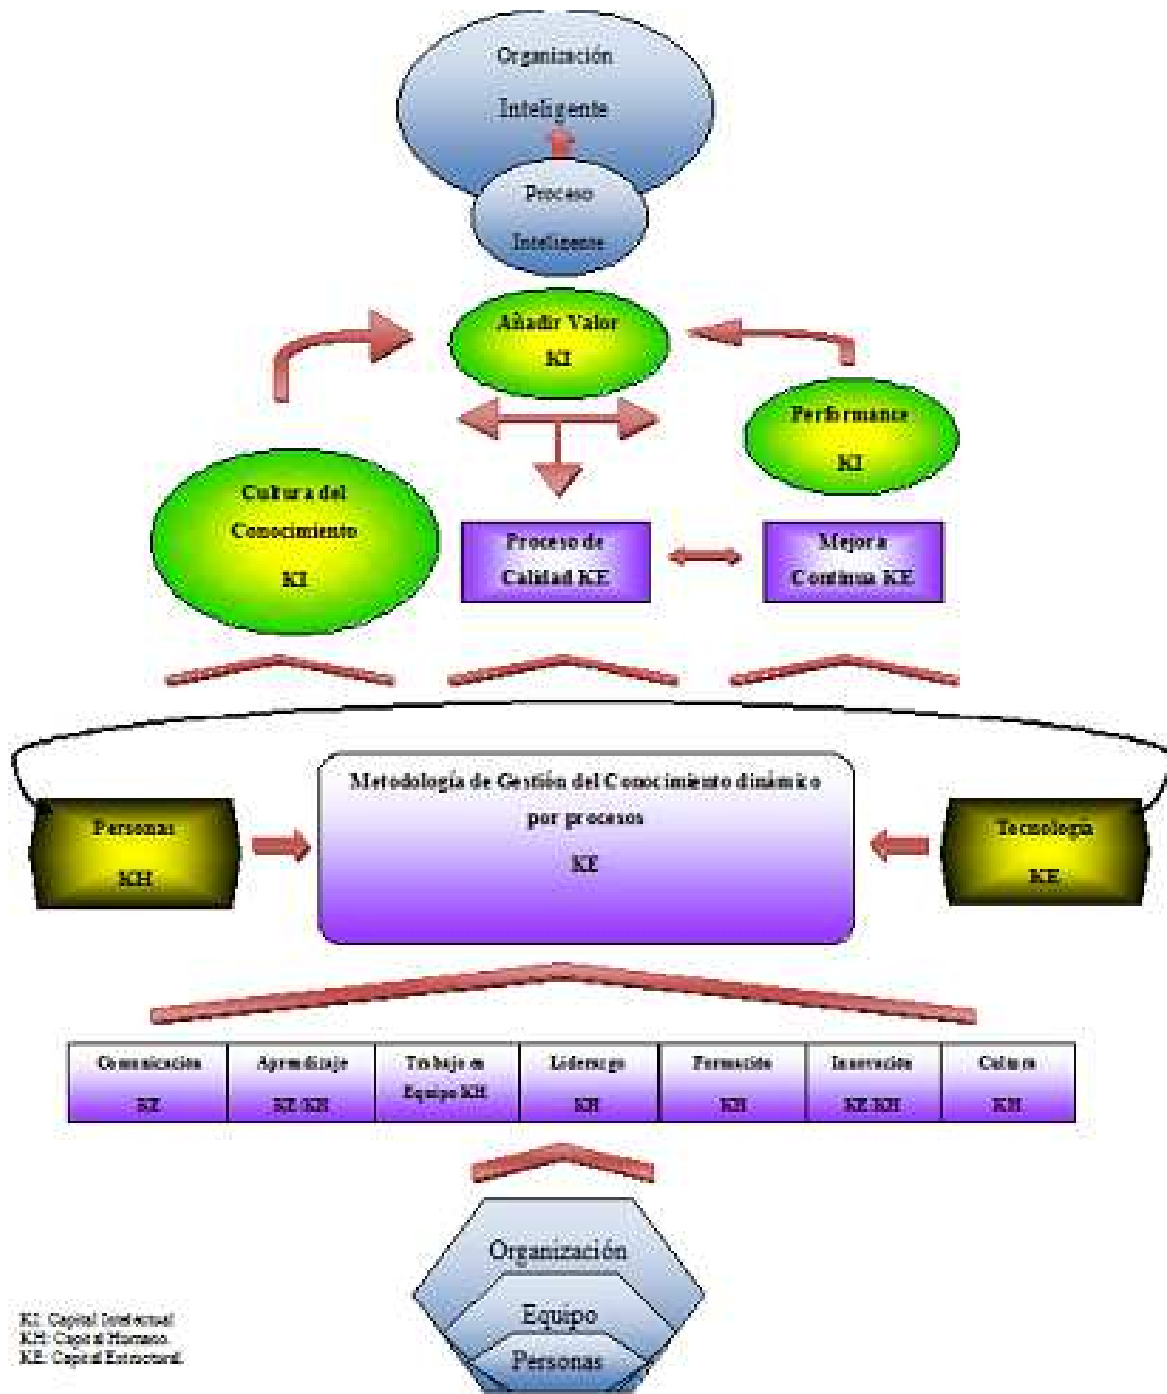 Organización
Inteligente
Proceso
Inteligente
Añadir Valor
KI
Performance
KI
Cultura del
Conocimiento
KI
Proceso de
Calidad KE
Mejora
Continua KE
Metodología de Gestión del Conocimiento dinámico
por procesos
KE
Personas
KH
Tecnología
KE
Comunicación
KE
Aprendizaje
KE KH
Trabajo en
Equipo KH
Liderazgo
KH
Formación
KH
Innovación
KE KH
Cultura
KH
Organización
Equipo
Personas
KI: Capital Intelectual
KH: Capital Humano.
KE: Capital Estructural.